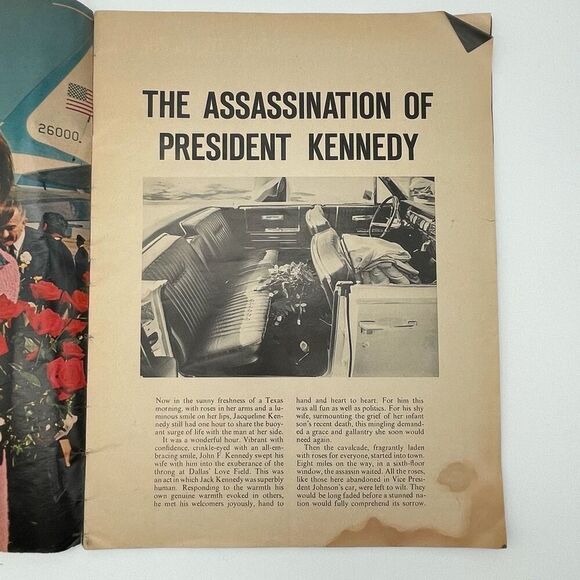 26000
THE ASSASSINATION OF
PRESIDENT KENNEDY
Now in the sunny freshness of a Texas
morning, with roses in her arms and a lu-
minous smile on her lips, Jacqueline Ken-
nedy still had one hour to share the buoy-
ant surge of life with the man at her side.
It was a wonderful hour. Vibrant with
confidence, crinkle-eyed with an all-em-
bracing smile, John F. Kennedy swept his
wife with him into the exuberance of the
throng at Dallas' Love Field. This was
an act in which Jack Kennedy was superbly
human. Responding to the warmth his
own genuine warmth evoked in others,
he met his welcomers joyously, hand to
hand and heart to heart. For him this
was all fun as well as politics. For his shy
wife, surmounting the grief of her infant
son's recent death, this mingling demand-
ed a grace and gallantry she soon would
need again.
Then the cavalcade, fragrantly laden
with roses for everyone, started into town.
Eight miles on the way, in a sixth-floor
window, the assassin waited. All the roses,
like those here abandoned in Vice Presi-
dent Johnson's car, were left to wilt. They
would be long faded before a stunned na-
tion would fully comprehend its sorrow.